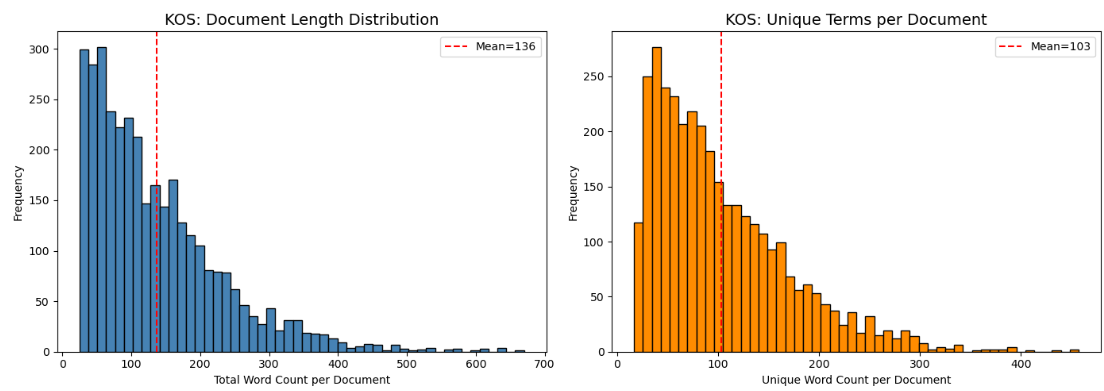 KOS: Document Length Distribution
Mean=136
Frequency
300
250
200
150
100
50
0
0 100 200 300 400 500 600 700
Total Word Count per Document
KOS: Unique Terms per Document
Mean=103
Frequency
250
200
150
100
50
0
0 100 200 300 400
Unique Word Count per Document